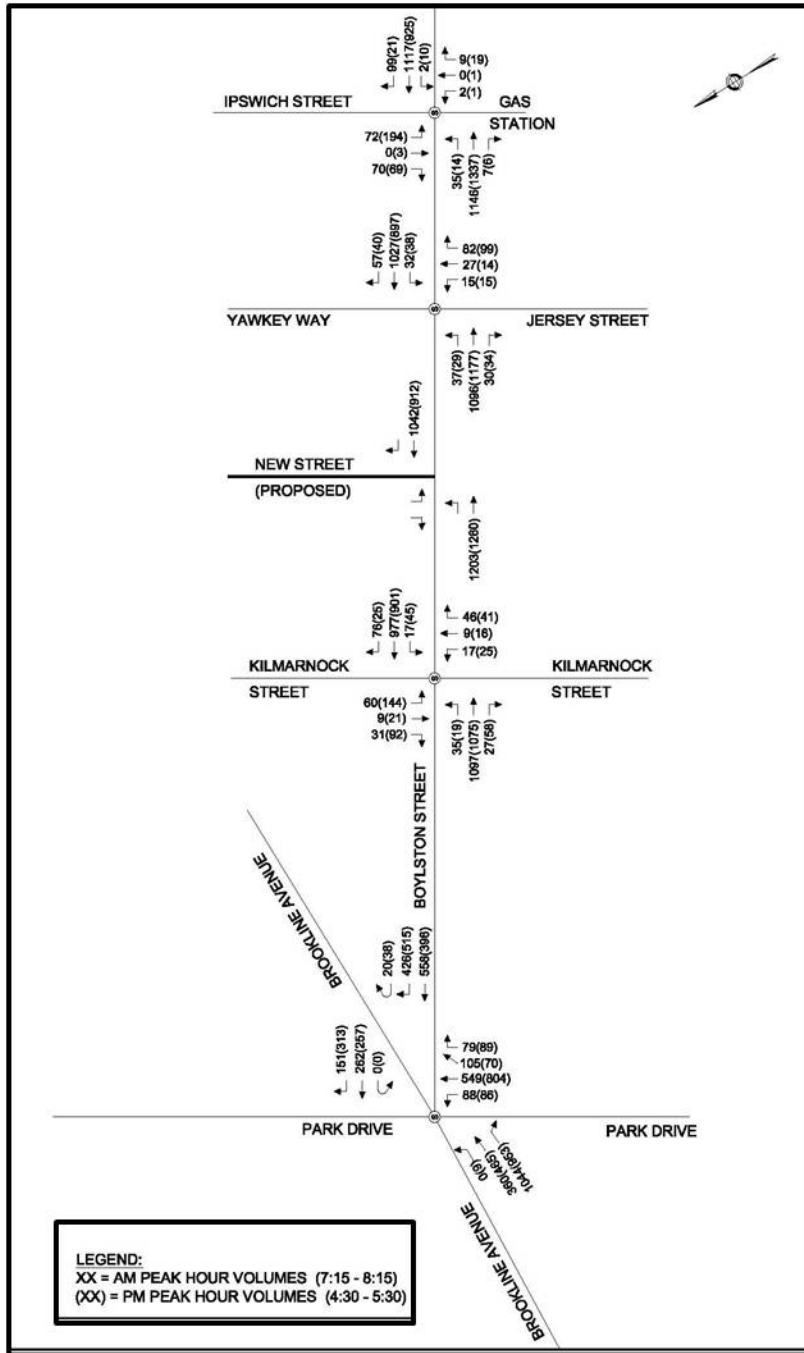 99(21)
1117(925)
2(10)
9(19)
0(1)
2(1)
IPSWICH STREET
GAS
STATION
S
72(194)
0(3)
70(69)
35(14)
1146(1337)
7(6)
57(40)
1027(897)
32(38)
82(99)
27(14)
15(15)
S
YAWKEY WAY
JERSEY STREET
37(29)
1096(1177)
30(34)
1042(912)
NEW STREET
(PROPOSED)
1203(1280)
76(25)
977(901)
17(45)
46(41)
9(16)
17(25)
KILMARNOCK
STREET
S
KILMARNOCK
STREET
60(144)
9(21)
31(92)
35(19)
1097(1075)
27(58)
BOYLSTON STREET
BROOKLINE AVENUE
20(38)
426(515)
558(396)
151(313)
262(257)
0(0)
79(89)
105(70)
549(804)
88(86)
S
PARK DRIVE
PARK DRIVE
0(9)
360(465)
1044(953)
BROOKLINE AVENUE
LEGEND:
XX = AM PEAK HOUR VOLUMES (7:15 - 8:15)
(XX) = PM PEAK HOUR VOLUMES (4:30 - 5:30)